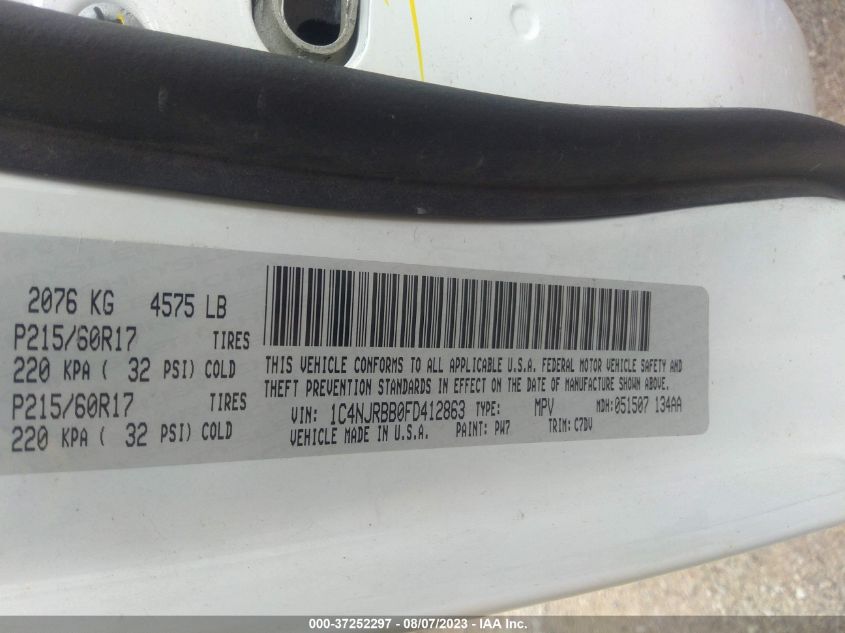 2076 KG 4575 LB
P215/60R17 TIRES
220 KPA ( 32 PSI) COLD
P215/60R17 TIRES
220 KPA ( 32 PSI) COLD
THIS VEHICLE CONFORMS TO ALL APPLICABLE U.S.A. FEDERAL MOTOR VEHICLE SAFETY AND
THEFT PREVENTION STANDARDS IN EFFECT ON THE DATE OF MANUFACTURE SHOWN ABOVE.
VIN: 1C4NJRBB0FD412863 TYPE: MPV MDH:051507 134AA
VEHICLE MADE IN U.S.A. PAINT: PW7 TRIM: C7DV
000-37252297 - 08/07/2023 - IAA Inc.